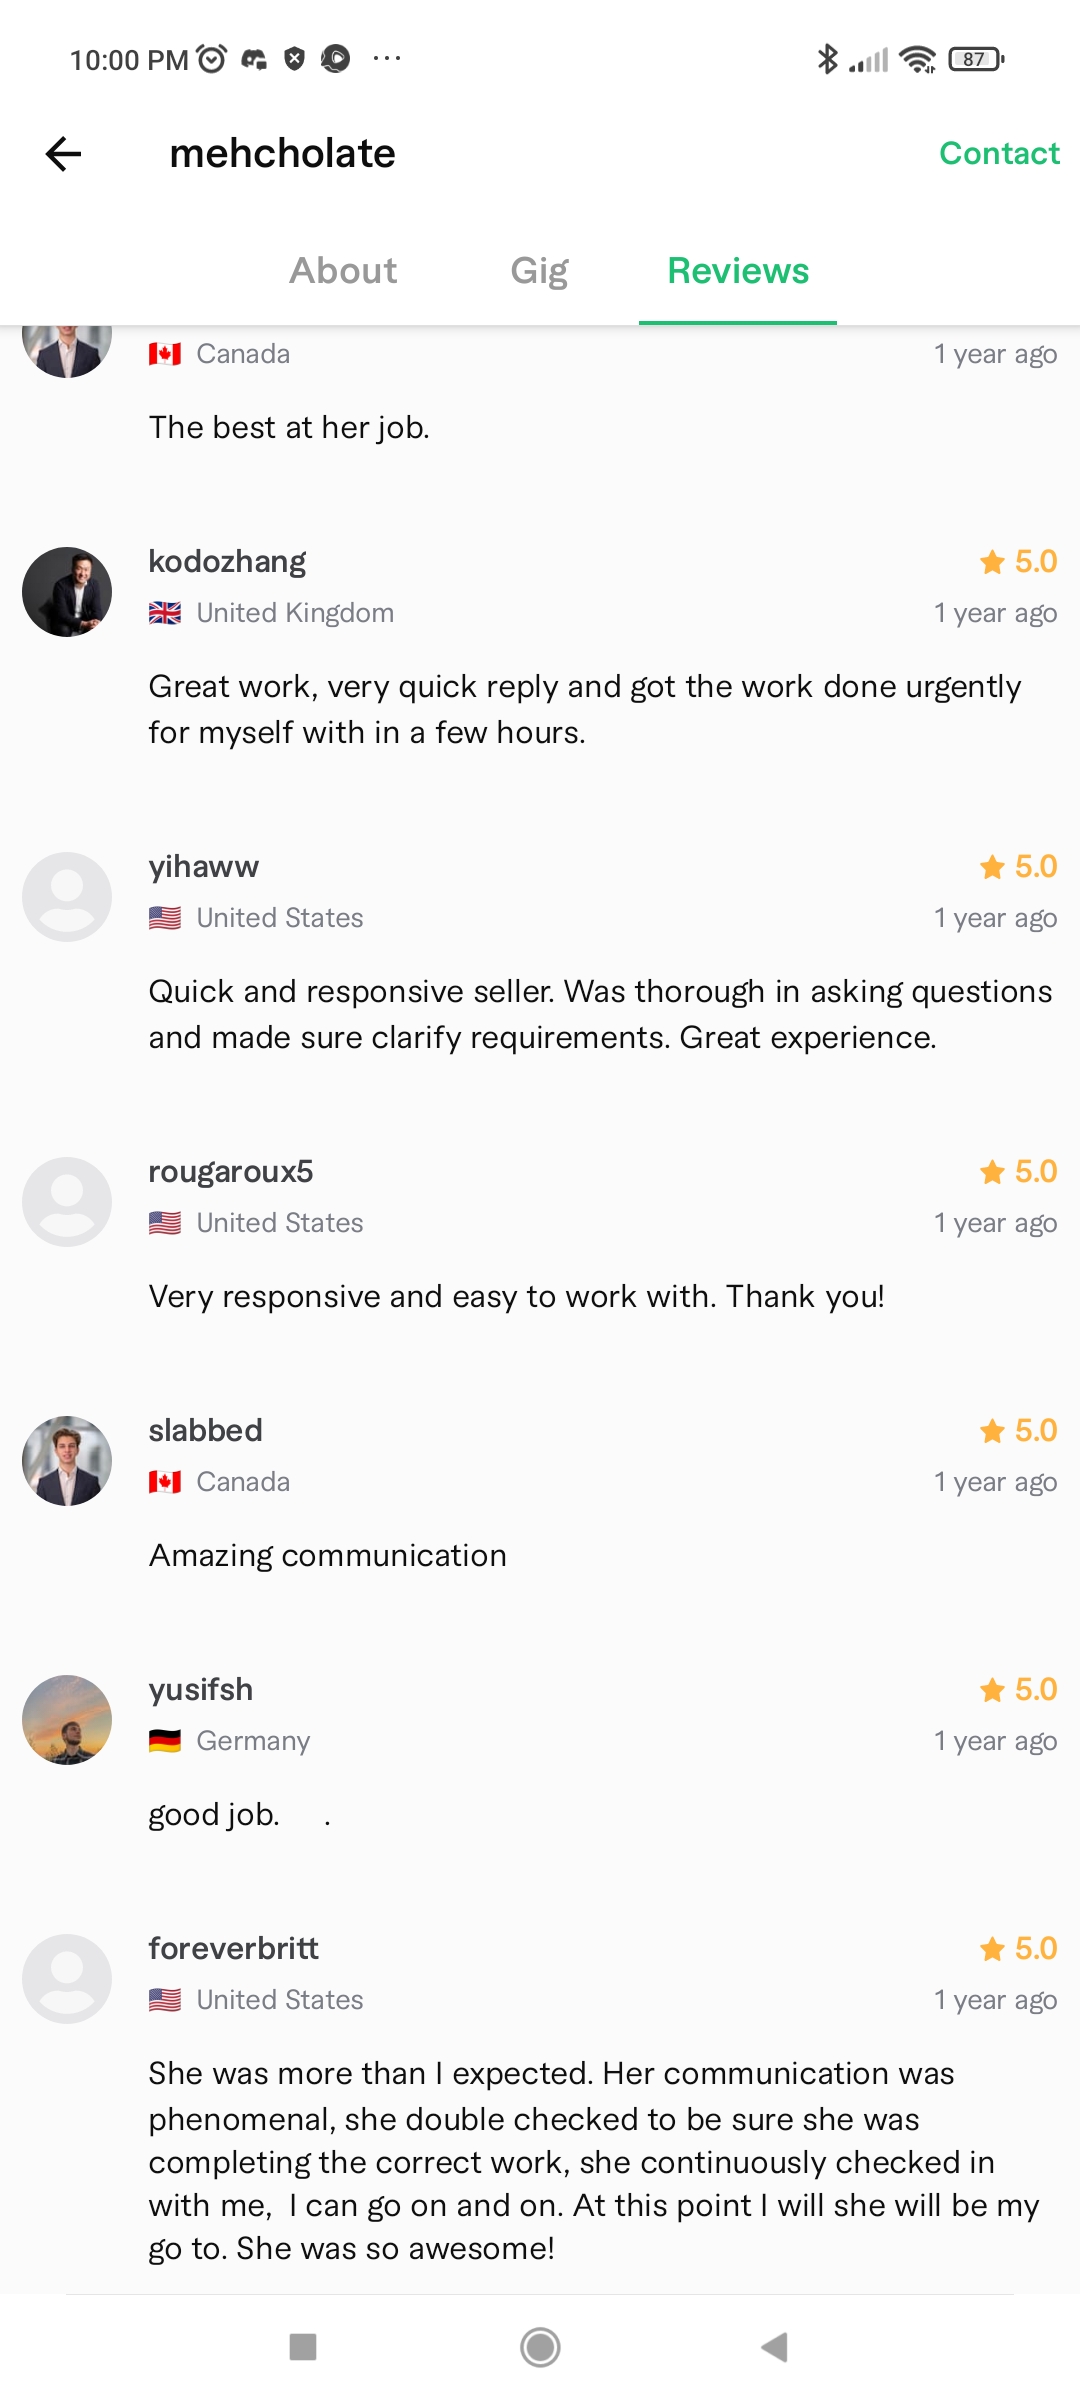 10:00 PM
87
mehcholate
Contact
About
Gig
Reviews
Canada
1 year ago
The best at her job.
kodozhang
5.0
United Kingdom
1 year ago
Great work, very quick reply and got the work done urgently
for myself with in a few hours.
yihaww
5.0
United States
1 year ago
Quick and responsive seller. Was thorough in asking questions
and made sure clarify requirements. Great experience.
rougaroux5
5.0
United States
1 year ago
Very responsive and easy to work with. Thank you!
slabbed
5.0
Canada
1 year ago
Amazing communication
yusifsh
5.0
Germany
1 year ago
good job.     .
foreverbritt
5.0
United States
1 year ago
She was more than I expected. Her communication was
phenomenal, she double checked to be sure she was
completing the correct work, she continuously checked in
with me,  I can go on and on. At this point I will she will be my
go to. She was so awesome!